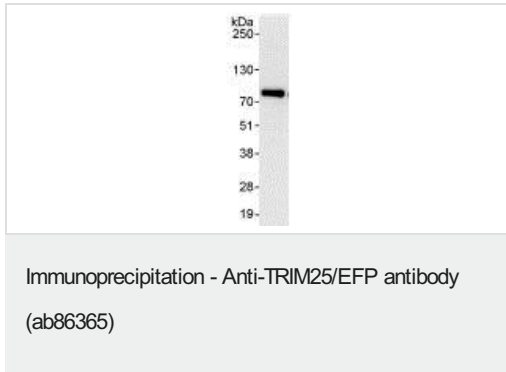 kDa
250-
130-
70-
51-
38-
28-
19-
Immunoprecipitation - Anti-TRIM25/EFP antibody
(ab86365)